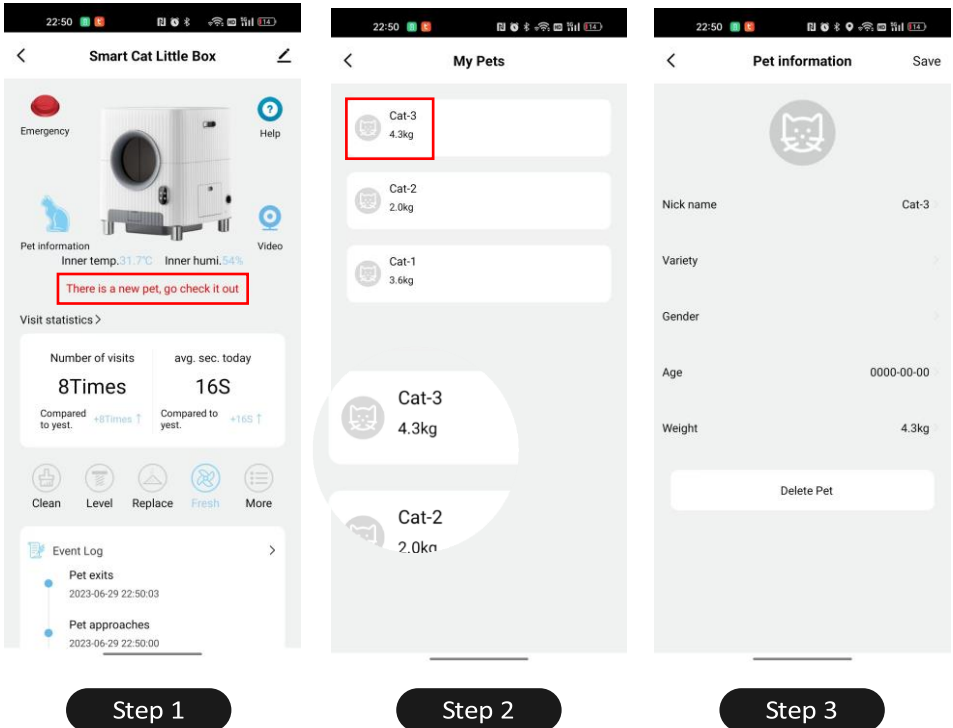 22:50
14
Smart Cat Little Box
Emergency
Help
Pet information
Video
Inner temp.31.7℃ Inner humi.54%
There is a new pet, go check it out
Visit statistics
Number of visits
avg. sec. today
8Times
16S
Compared to yest.
+8Times ↑
Compared to yest.
+16S ↑
Clean
Level
Replace
Fresh
More
Event Log
Pet exits
2023-06-29 22:50:03
Pet approaches
2023-06-29 22:50:00
Step 1
22:50
14
My Pets
Cat-3
4.3kg
Cat-2
2.0kg
Cat-1
3.6kg
Cat-3
4.3kg
Cat-2
2.0kg
Step 2
22:50
14
Pet information
Save
Nick name
Cat-3
Variety
Gender
Age
0000-00-00
Weight
4.3kg
Delete Pet
Step 3